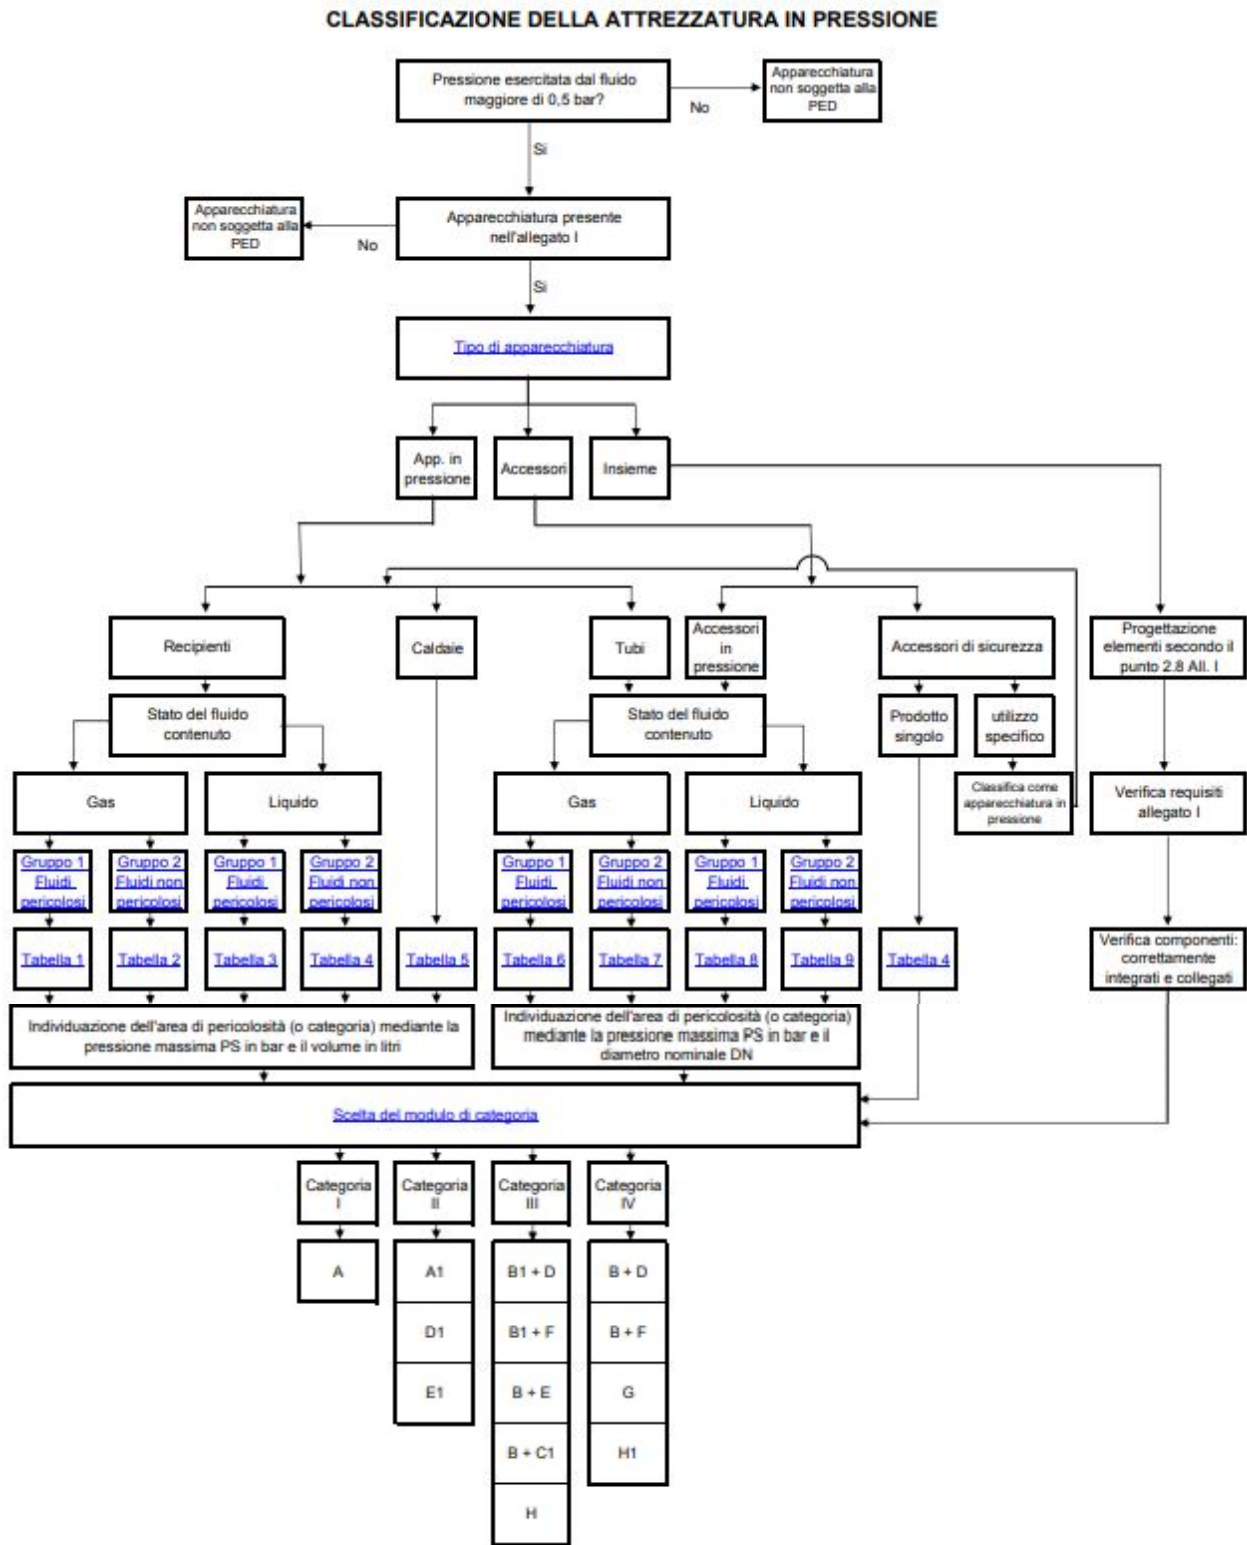 CLASSIFICAZIONE DELLA ATTREZZATURA IN PRESSIONE
Pressione esercitata dal fluido
maggiore di 0,5 bar?
No
Apparecchiatura
non soggetta alla
PED
Si
Apparecchiatura
non soggetta alla
PED
No
Apparecchiatura presente
nell'allegato I
Si
Tipo di apparecchiatura
App. in
pressione
Accessori
Insieme
Recipienti
Caldaie
Tubi
Accessori
in
pressione
Accessori di sicurezza
Progettazione
elementi secondo il
punto 2.8 All. I
Stato del fluido
contenuto
Stato del fluido
contenuto
Prodotto
singolo
utilizzo
specifico
Gas
Liquido
Gas
Liquido
Classifica come
apparecchiatura in
pressione
Verifica requisiti
allegato I
Gruppo 1
Fluidi
pericolosi
Gruppo 2
Fluidi non
pericolosi
Gruppo 1
Fluidi
pericolosi
Gruppo 2
Fluidi non
pericolosi
Gruppo 1
Fluidi
pericolosi
Gruppo 2
Fluidi non
pericolosi
Gruppo 1
Fluidi
pericolosi
Gruppo 2
Fluidi non
pericolosi
Tabella 1
Tabella 2
Tabella 3
Tabella 4
Tabella 5
Tabella 6
Tabella 7
Tabella 8
Tabella 9
Tabella 4
Verifica componenti:
correttamente
integrati e collegati
Individuazione dell'area di pericolosità (o categoria) mediante la
pressione massima PS in bar e il volume in litri
Individuazione dell'area di pericolosità (o categoria)
mediante la pressione massima PS in bar e il
diametro nominale DN
Scelta del modulo di categoria
Categoria
I
Categoria
II
Categoria
III
Categoria
IV
A
A1
B1 + D
B + D
D1
B1 + F
B + F
E1
B + E
G
B + C1
H1
H